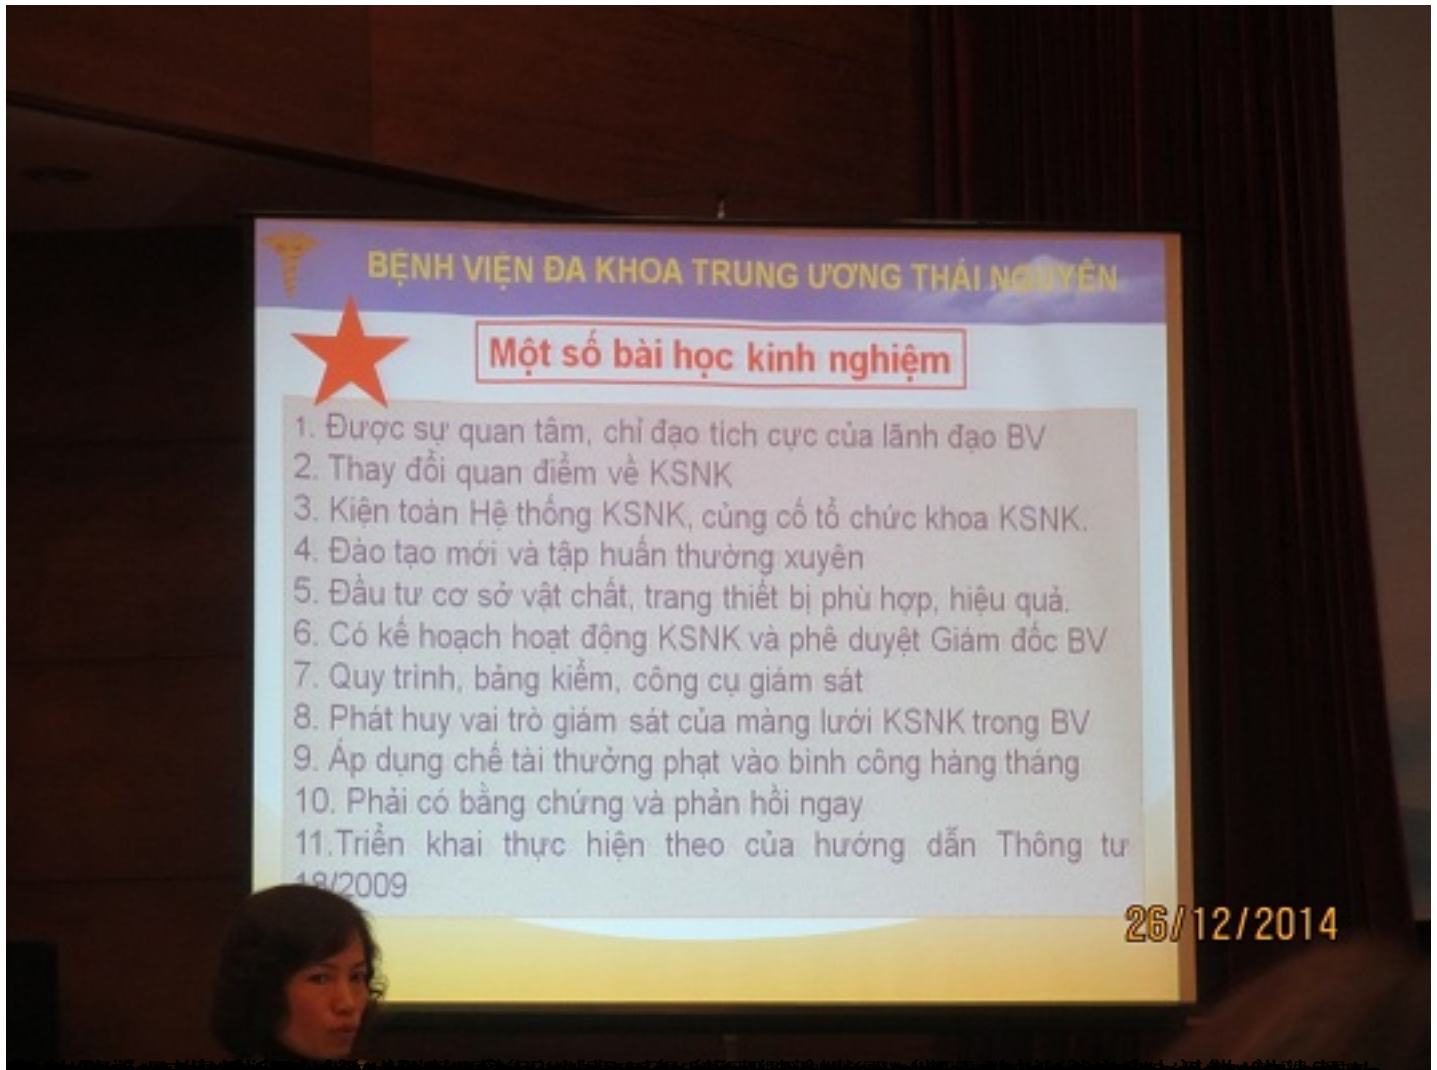 BỆNH VIỆN ĐA KHOA TRUNG ƯƠNG THÁI NGUYÊN
Một số bài học kinh nghiệm
1. Được sự quan tâm, chỉ đạo tích cực của lãnh đạo BV
2. Thay đổi quan điểm về KSNK
3. Kiện toàn Hệ thống KSNK, củng cố tổ chức khoa KSNK.
4. Đào tạo mới và tập huấn thường xuyên
5. Đầu tư cơ sở vật chất, trang thiết bị phù hợp, hiệu quả.
6. Có kế hoạch hoạt động KSNK và phê duyệt Giám đốc BV
7. Quy trình, bảng kiểm, công cụ giám sát
8. Phát huy vai trò giám sát của màng lưới KSNK trong BV
9. Áp dụng chế tài thưởng phạt vào bình công hàng tháng
10. Phải có bằng chứng và phản hồi ngay
11.Triển khai thực hiện theo của hướng dẫn Thông tư
18/2009
26/12/2014